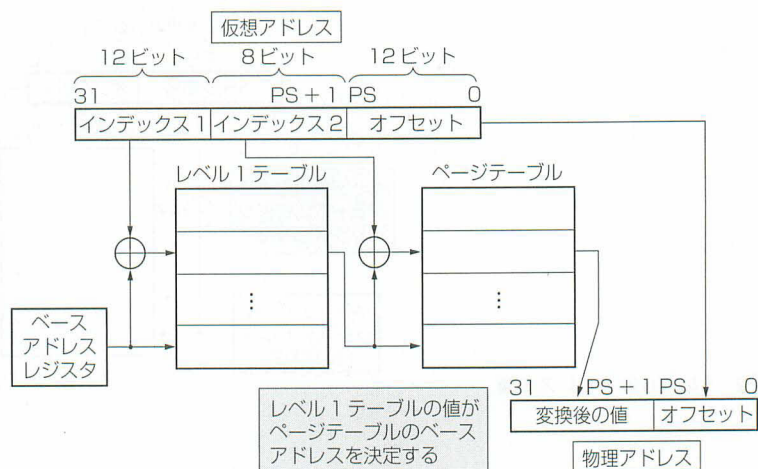 仮想アドレス
12ビット 8ビット 12ビット
31 PS+1 PS 0
インデックス1 インデックス2 オフセット
レベル1テーブル ページテーブル
⋮ ⋮
ベース
アドレス
レジスタ
レベル1テーブルの値が
ページテーブルのベース
アドレスを決定する
31 PS+1 PS 0
変換後の値 オフセット
物理アドレス